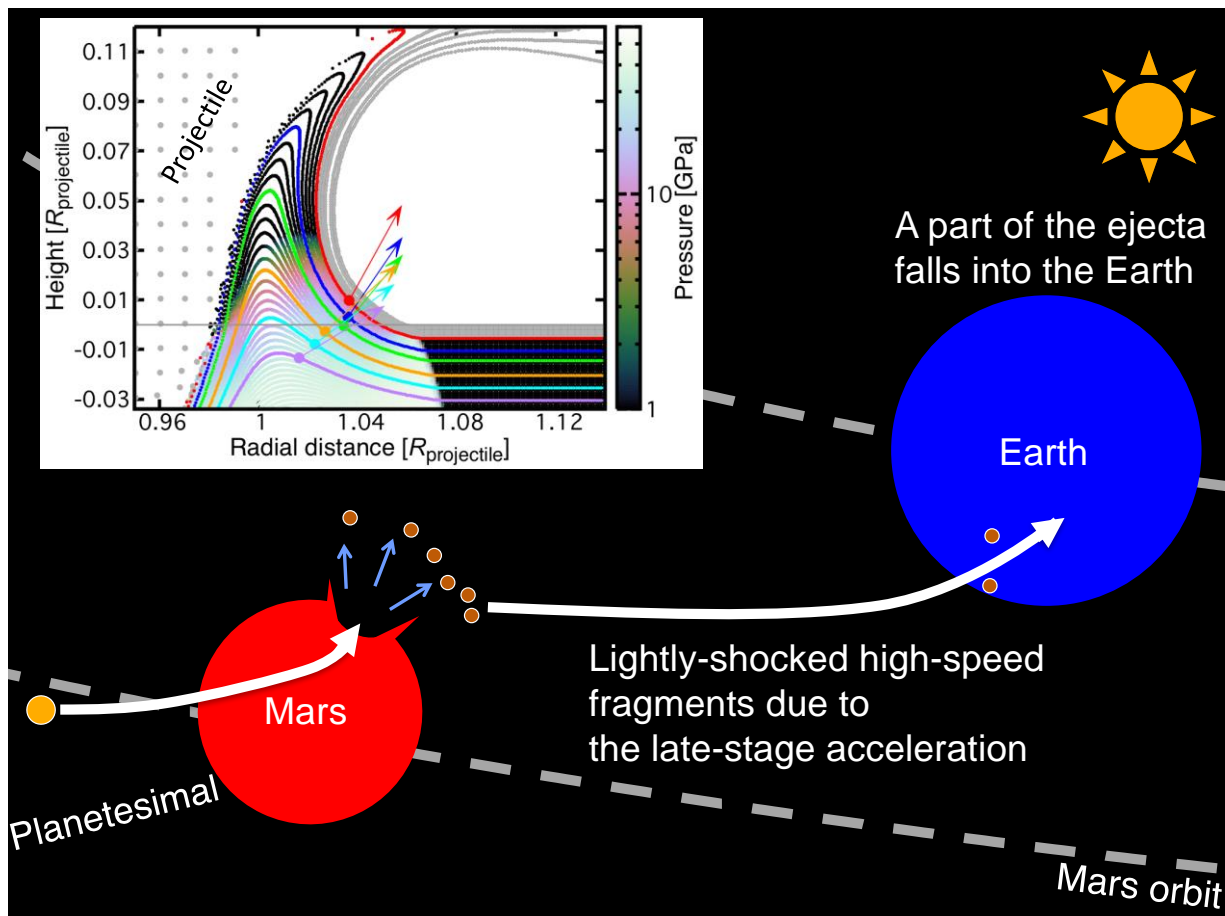 0.11
0.09
0.07
0.05
0.03
0.01
-0.01
-0.03
Height [Rprojectile]
Projectile
0.96
1
1.04
1.08
1.12
Radial distance [Rprojectile]
10
1
Pressure [GPa]
A part of the ejecta
falls into the Earth
Earth
Lightly-shocked high-speed
fragments due to
the late-stage acceleration
Mars
Planetesimal
Mars orbit